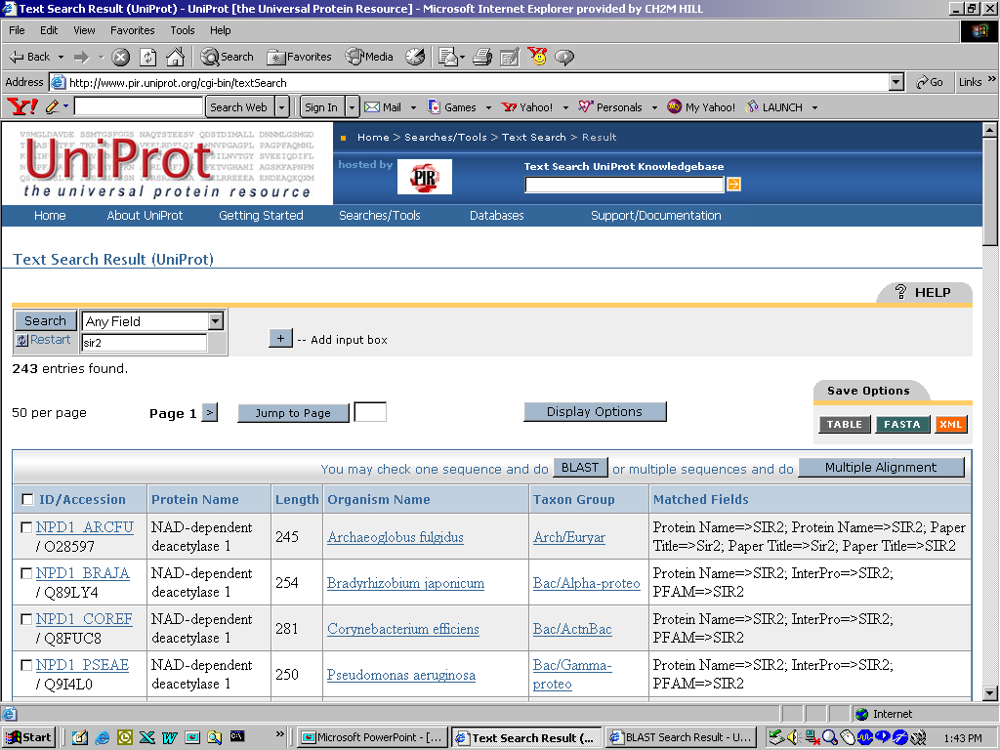 Text Search Result (UniProt) - UniProt [the Universal Protein Resource] - Microsoft Internet Explorer provided by CH2M HILL
File Edit View Favorites Tools Help
Back Search Favorites Media
Address http://www.pir.uniprot.org/cgi-bin/textSearch Go Links »
Y! Search Web Sign In Mail Games Yahoo! Personals My Yahoo! LAUNCH
UniProt
the universal protein resource
Home > Searches/Tools > Text Search > Result
hosted by PIR
Text Search UniProt Knowledgebase
Home About UniProt Getting Started Searches/Tools Databases Support/Documentation
Text Search Result (UniProt)
? HELP
Search Any Field
Restart sir2
+ -- Add input box
243 entries found.
50 per page Page 1 > Jump to Page Display Options
Save Options
TABLE FASTA XML
You may check one sequence and do BLAST or multiple sequences and do Multiple Alignment
ID/Accession Protein Name Length Organism Name Taxon Group Matched Fields
NPD1_ARCFU / O28597 NAD-dependent deacetylase 1 245 Archaeoglobus fulgidus Arch/Euryar Protein Name=>SIR2; Protein Name=>SIR2; Paper Title=>Sir2; Paper Title=>Sir2; Paper Title=>SIR2
NPD1_BRAJA / Q89LY4 NAD-dependent deacetylase 1 254 Bradyrhizobium japonicum Bac/Alpha-proteo Protein Name=>SIR2; InterPro=>SIR2; PFAM=>SIR2
NPD1_COREF / Q8FUC8 NAD-dependent deacetylase 1 281 Corynebacterium efficiens Bac/ActnBac Protein Name=>SIR2; InterPro=>SIR2; PFAM=>SIR2
NPD1_PSEAE / Q9I4L0 NAD-dependent deacetylase 1 250 Pseudomonas aeruginosa Bac/Gamma-proteo Protein Name=>SIR2; InterPro=>SIR2; PFAM=>SIR2
Internet
Start » Microsoft PowerPoint - [... Text Search Result (... BLAST Search Result - U... 1:43 PM